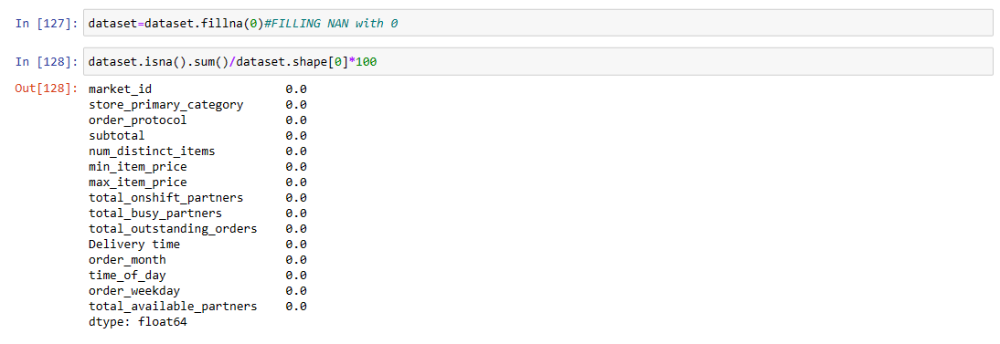 In [127]: dataset=dataset.fillna(0)#FILLING NAN with 0
In [128]: dataset.isna().sum()/dataset.shape[0]*100
Out[128]: market_id 0.0
store_primary_category 0.0
order_protocol 0.0
subtotal 0.0
num_distinct_items 0.0
min_item_price 0.0
max_item_price 0.0
total_onshift_partners 0.0
total_busy_partners 0.0
total_outstanding_orders 0.0
Delivery time 0.0
order_month 0.0
time_of_day 0.0
order_weekday 0.0
total_available_partners 0.0
dtype: float64